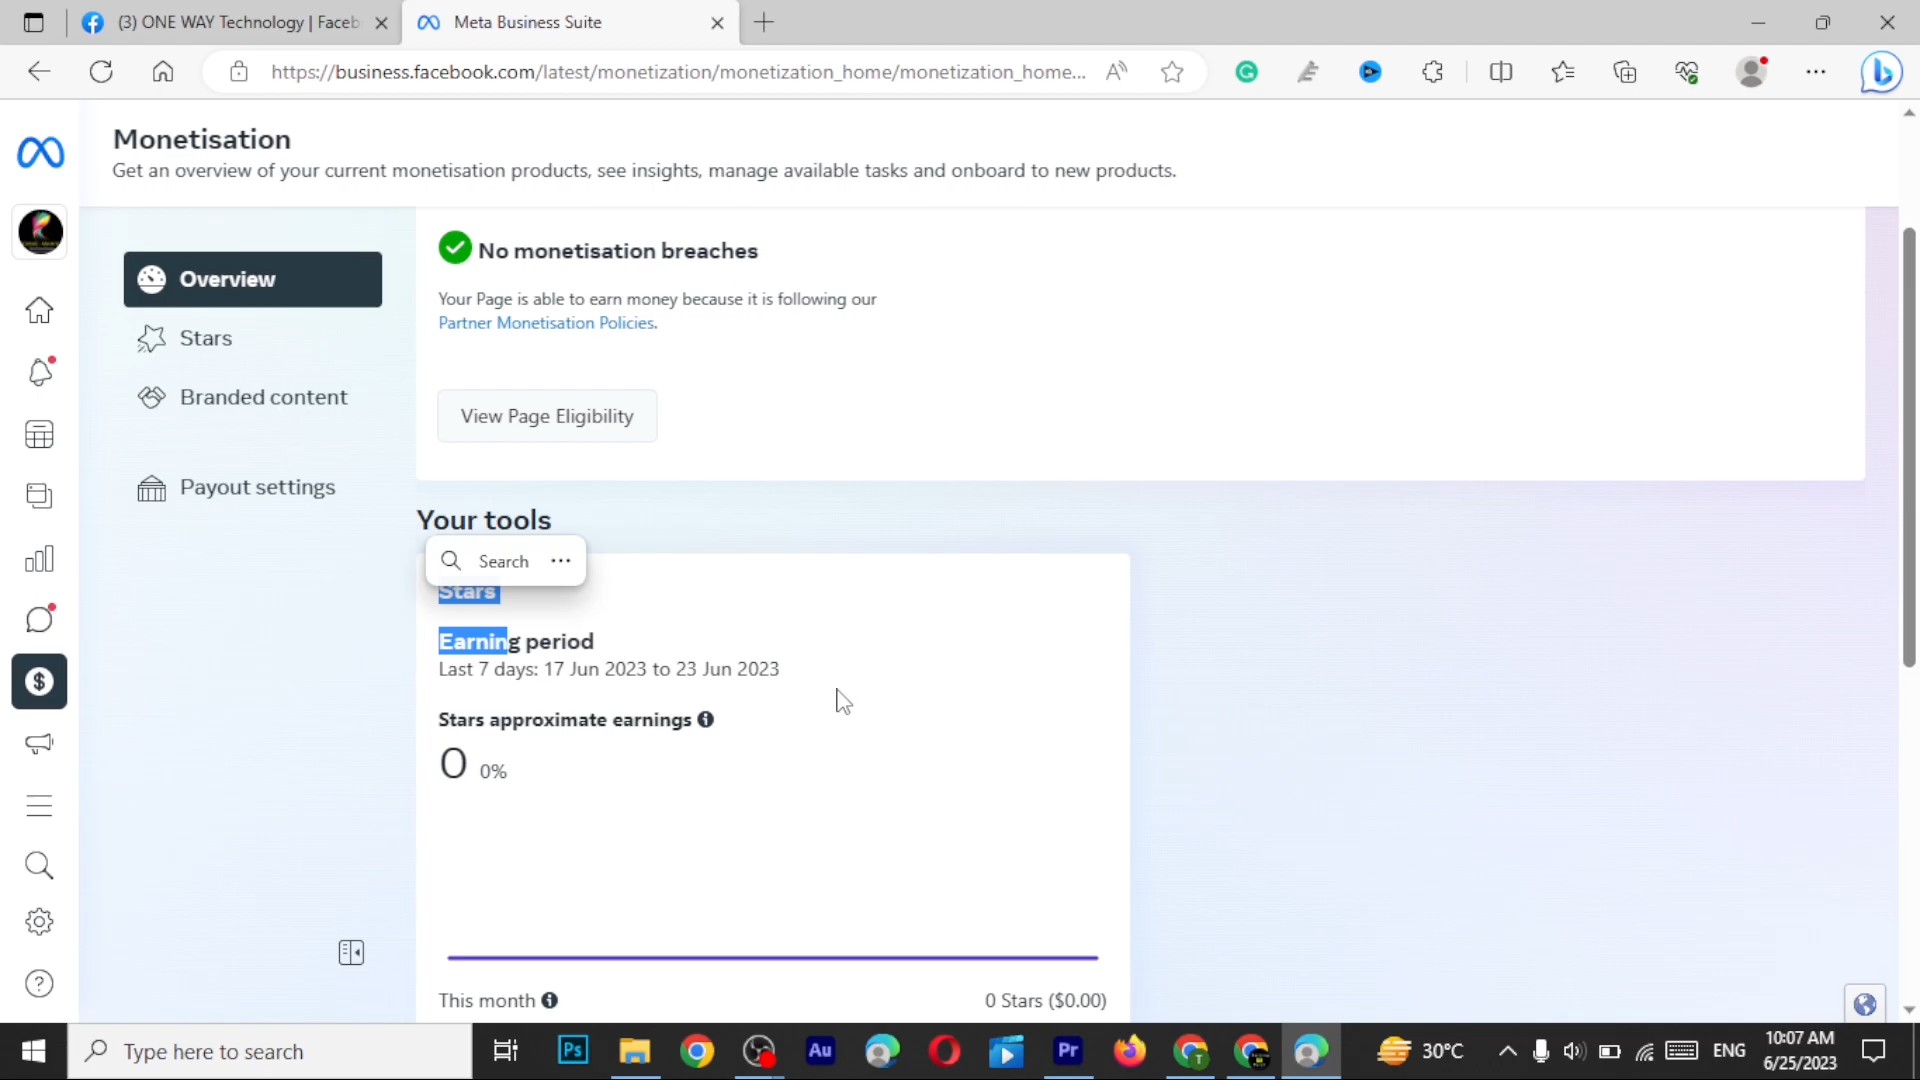 (3) ONE WAY Technology | Faceb
Meta Business Suite
https://business.facebook.com/latest/monetization/monetization_home/monetization_home...
Monetisation
Get an overview of your current monetisation products, see insights, manage available tasks and onboard to new products.
No monetisation breaches
Your Page is able to earn money because it is following our
Partner Monetisation Policies.
View Page Eligibility
Overview
Stars
Branded content
Payout settings
Your tools
Search ...
Stars
Earning period
Last 7 days: 17 Jun 2023 to 23 Jun 2023
Stars approximate earnings
0 0%
This month
0 Stars ($0.00)
Type here to search
Ps
Au
Pr
T
30°C
ENG
10:07 AM
6/25/2023